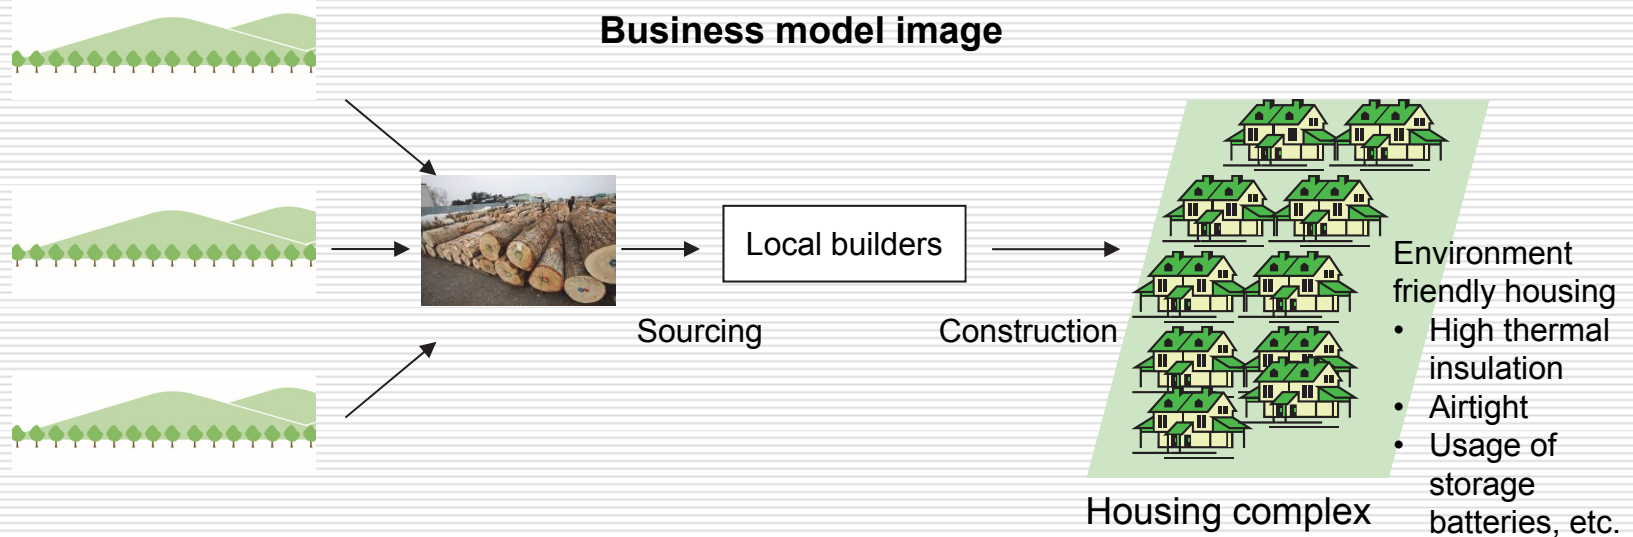 Business model image
Local builders
Sourcing
Construction
Environment
friendly housing
• High thermal
insulation
• Airtight
• Usage of
storage
batteries, etc.
Housing complex